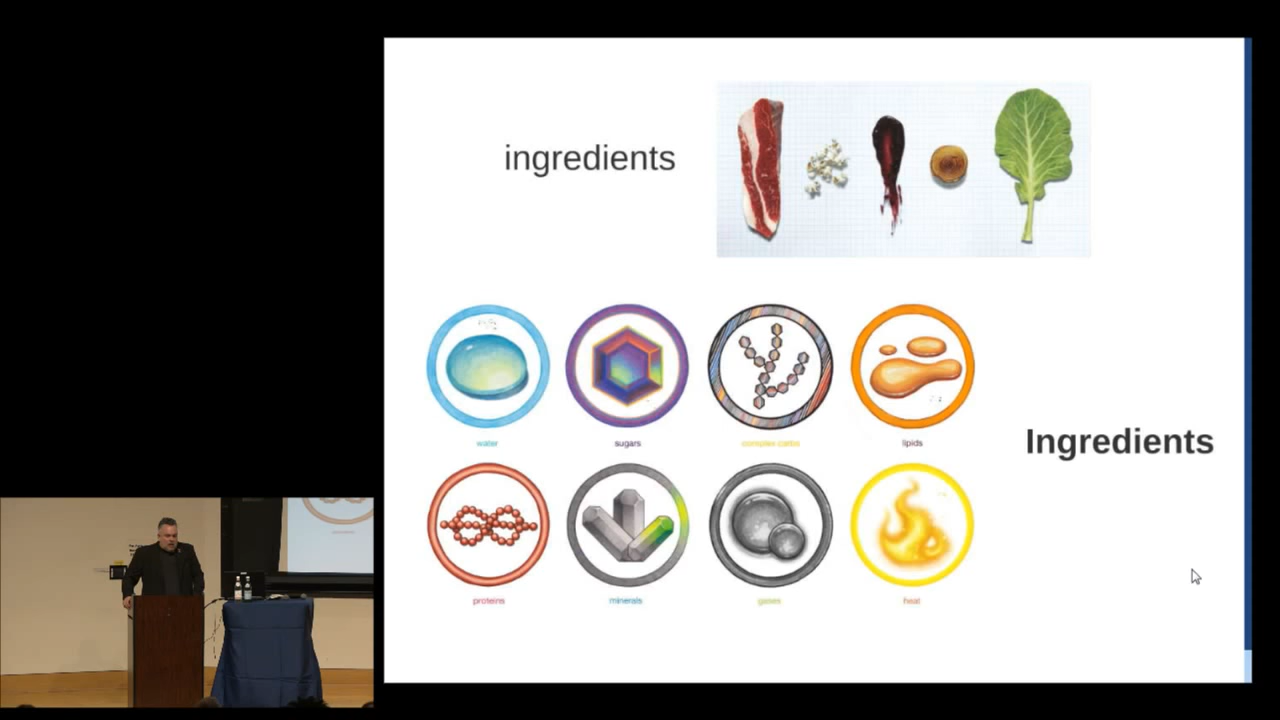 ingredients
water
sugars
complex carbs
lipids
Ingredients
proteins
minerals
gases
heat